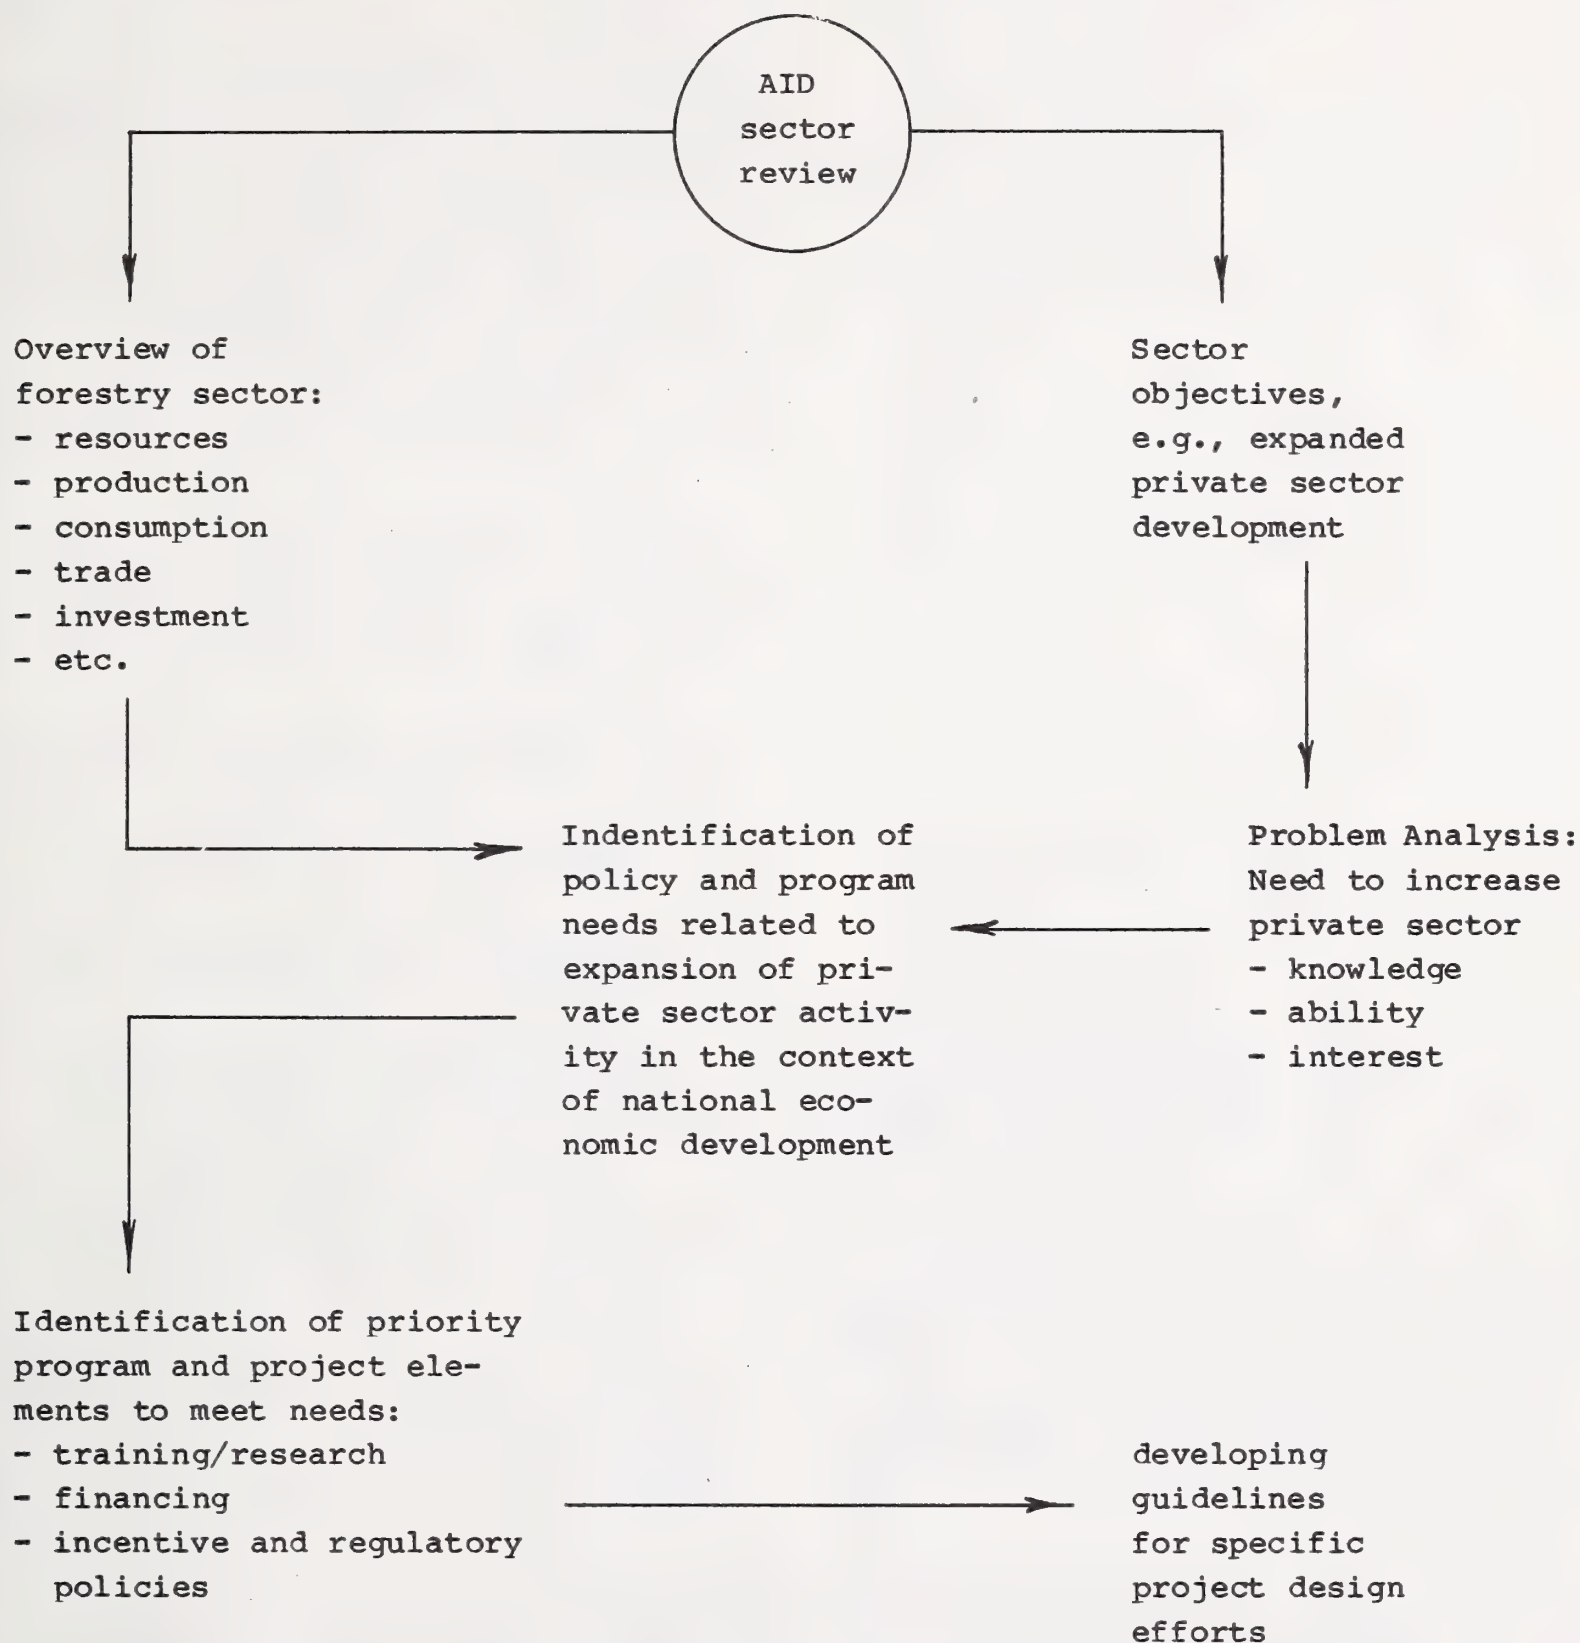 AID
sector
review
Overview of
forestry sector:
- resources
- production
- consumption
- trade
- investment
- etc.
Sector
objectives,
e.g., expanded
private sector
development
Indentification of
policy and program
needs related to
expansion of pri-
vate sector activ-
ity in the context
of national eco-
nomic development
Problem Analysis:
Need to increase
private sector
- knowledge
- ability
- interest
Identification of priority
program and project ele-
ments to meet needs:
- training/research
- financing
- incentive and regulatory
policies
developing
guidelines
for specific
project design
efforts